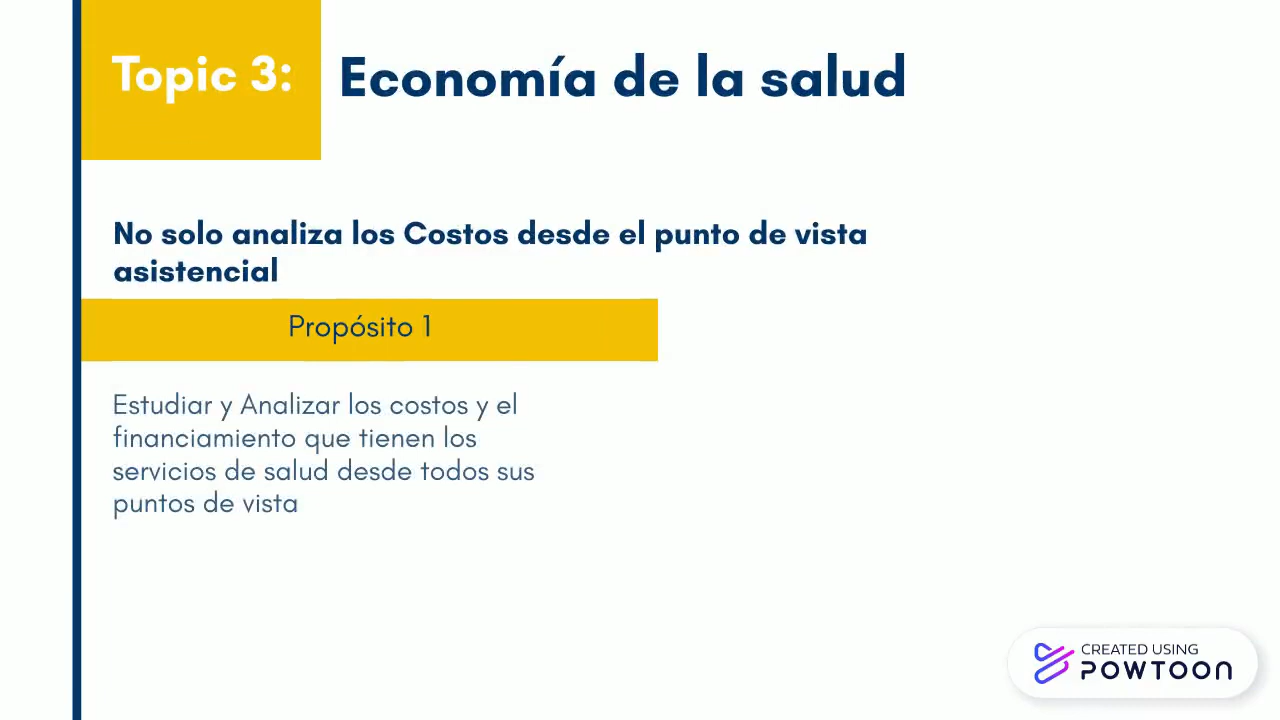 Topic 3: Economía de la salud
No solo analiza los Costos desde el punto de vista
asistencial
Propósito 1
Estudiar y Analizar los costos y el
financiamiento que tienen los
servicios de salud desde todos sus
puntos de vista
CREATED USING
POWTOON